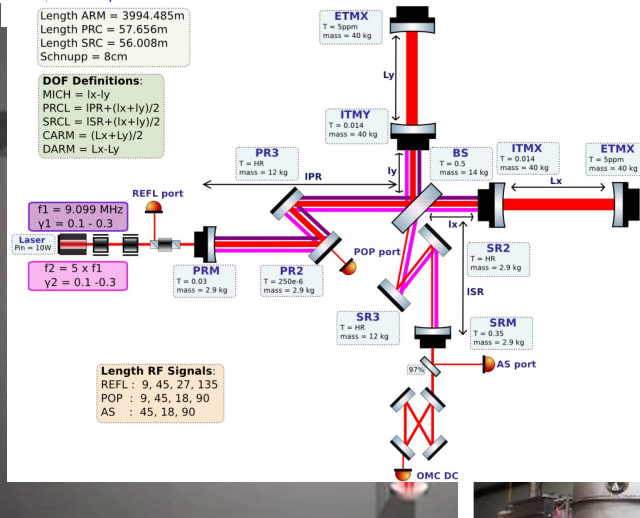 Length ARM = 3994.485m
Length PRC = 57.656m
Length SRC = 56.008m
Schnupp = 8cm
DOF Definitions:
MICH = lx-ly
PRCL = lPR+(lx+ly)/2
SRCL = lSR+(lx+ly)/2
CARM = (Lx+Ly)/2
DARM = Lx-Ly
ETMX
T = 5ppm
mass = 40 kg
Ly
ITMY
T = 0.014
mass = 40 kg
PR3
T = HR
mass = 12 kg
lPR
ly
BS
T = 0.5
mass = 14 kg
ITMX
T = 0.014
mass = 40 kg
Lx
ETMX
T = 5ppm
mass = 40 kg
REFL port
f1 = 9.099 MHz
γ1 = 0.1 - 0.3
Laser
Pin = 10W
f2 = 5 x f1
γ2 = 0.1 -0.3
PRM
T = 0.03
mass = 2.9 kg
PR2
T = 250e-6
mass = 2.9 kg
POP port
lx
SR2
T = HR
mass = 2.9 kg
lSR
SR3
T = HR
mass = 12 kg
SRM
T = 0.35
mass = 2.9 kg
97%
AS port
Length RF Signals:
REFL : 9, 45, 27, 135
POP : 9, 45, 18, 90
AS : 45, 18, 90
OMC DC